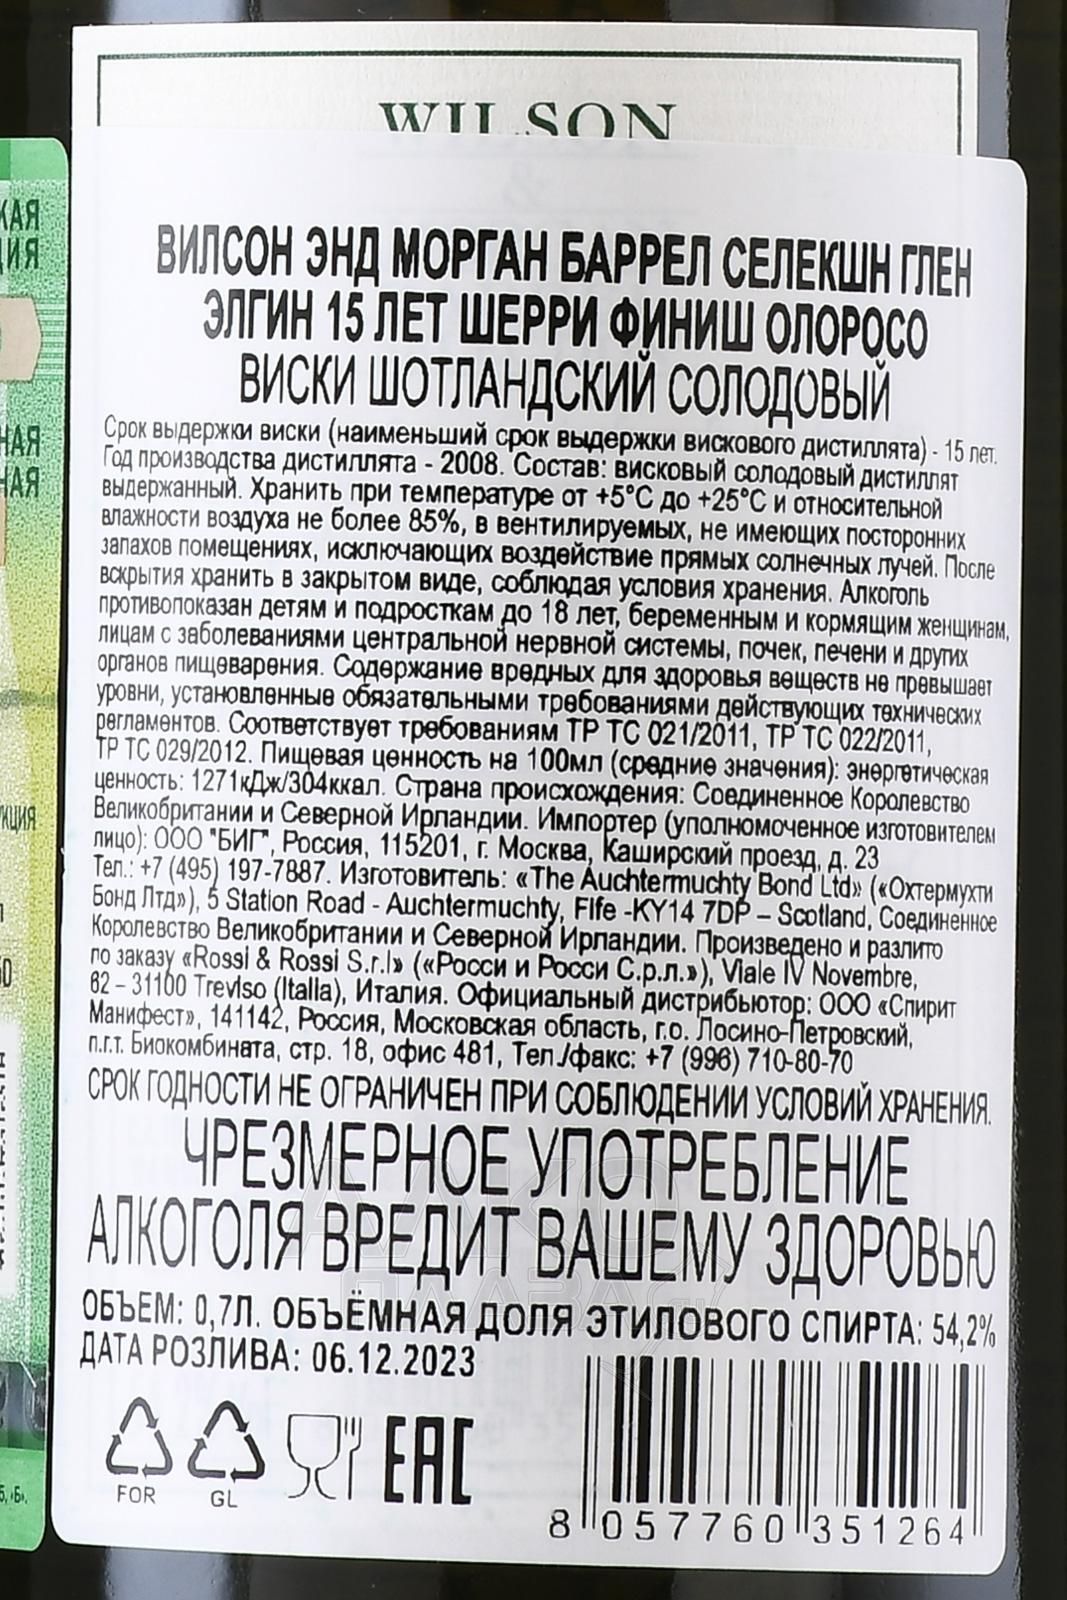 WILSON
&
ВИЛСОН ЭНД МОРГАН БАРРЕЛ СЕЛЕКШН ГЛЕН
ЭЛГИН 15 ЛЕТ ШЕРРИ ФИНИШ ОЛОРОСО
ВИСКИ ШОТЛАНДСКИЙ СОЛОДОВЫЙ
Срок выдержки виски (наименьший срок выдержки вискового дистиллята) - 15 лет.
Год производства дистиллята - 2008. Состав: висковый солодовый дистиллят
выдержанный. Хранить при температуре от +5°С до +25°С и относительной
влажности воздуха не более 85%, в вентилируемых, не имеющих посторонних
запахов помещениях, исключающих воздействие прямых солнечных лучей. После
вскрытия хранить в закрытом виде, соблюдая условия хранения. Алкоголь
противопоказан детям и подросткам до 18 лет, беременным и кормящим женщинам,
лицам с заболеваниями центральной нервной системы, почек, печени и других
органов пищеварения. Содержание вредных для здоровья веществ не превышает
уровни, установленные обязательными требованиями действующих технических
регламентов. Соответствует требованиям ТР ТС 021/2011, ТР ТС 022/2011,
ТР ТС 029/2012. Пищевая ценность на 100мл (средние значения): энергетическая
ценность: 1271кДж/304ккал. Страна происхождения: Соединенное Королевство
Великобритании и Северной Ирландии. Импортер (уполномоченное изготовителем
лицо): ООО "БИГ", Россия, 115201, г. Москва, Каширский проезд, д. 23
Тел.: +7 (495) 197-7887. Изготовитель: «The Auchtermuchty Bond Ltd» («Охтермухти
Бонд Лтд»), 5 Station Road - Auchtermuchty, Fife -KY14 7DP – Scotland, Соединенное
Королевство Великобритании и Северной Ирландии. Произведено и разлито
по заказу «Rossi & Rossi S.r.l» («Росси и Росси С.р.л.»), Viale IV Novembre,
62 – 31100 Treviso (Italia), Италия. Официальный дистрибьютор: ООО «Спирит
Манифест», 141142, Россия, Московская область, г.о. Лосино-Петровский,
п.г.т. Биокомбината, стр. 18, офис 481, Тел./факс: +7 (996) 710-80-70
СРОК ГОДНОСТИ НЕ ОГРАНИЧЕН ПРИ СОБЛЮДЕНИИ УСЛОВИЙ ХРАНЕНИЯ.
ЧРЕЗМЕРНОЕ УПОТРЕБЛЕНИЕ
АЛКОГОЛЯ ВРЕДИТ ВАШЕМУ ЗДОРОВЬЮ
ОБЪЕМ: 0,7Л. ОБЪЁМНАЯ ДОЛЯ ЭТИЛОВОГО СПИРТА: 54,2%
ДАТА РОЗЛИВА: 06.12.2023
FOR GL EAC
8 057760 351264